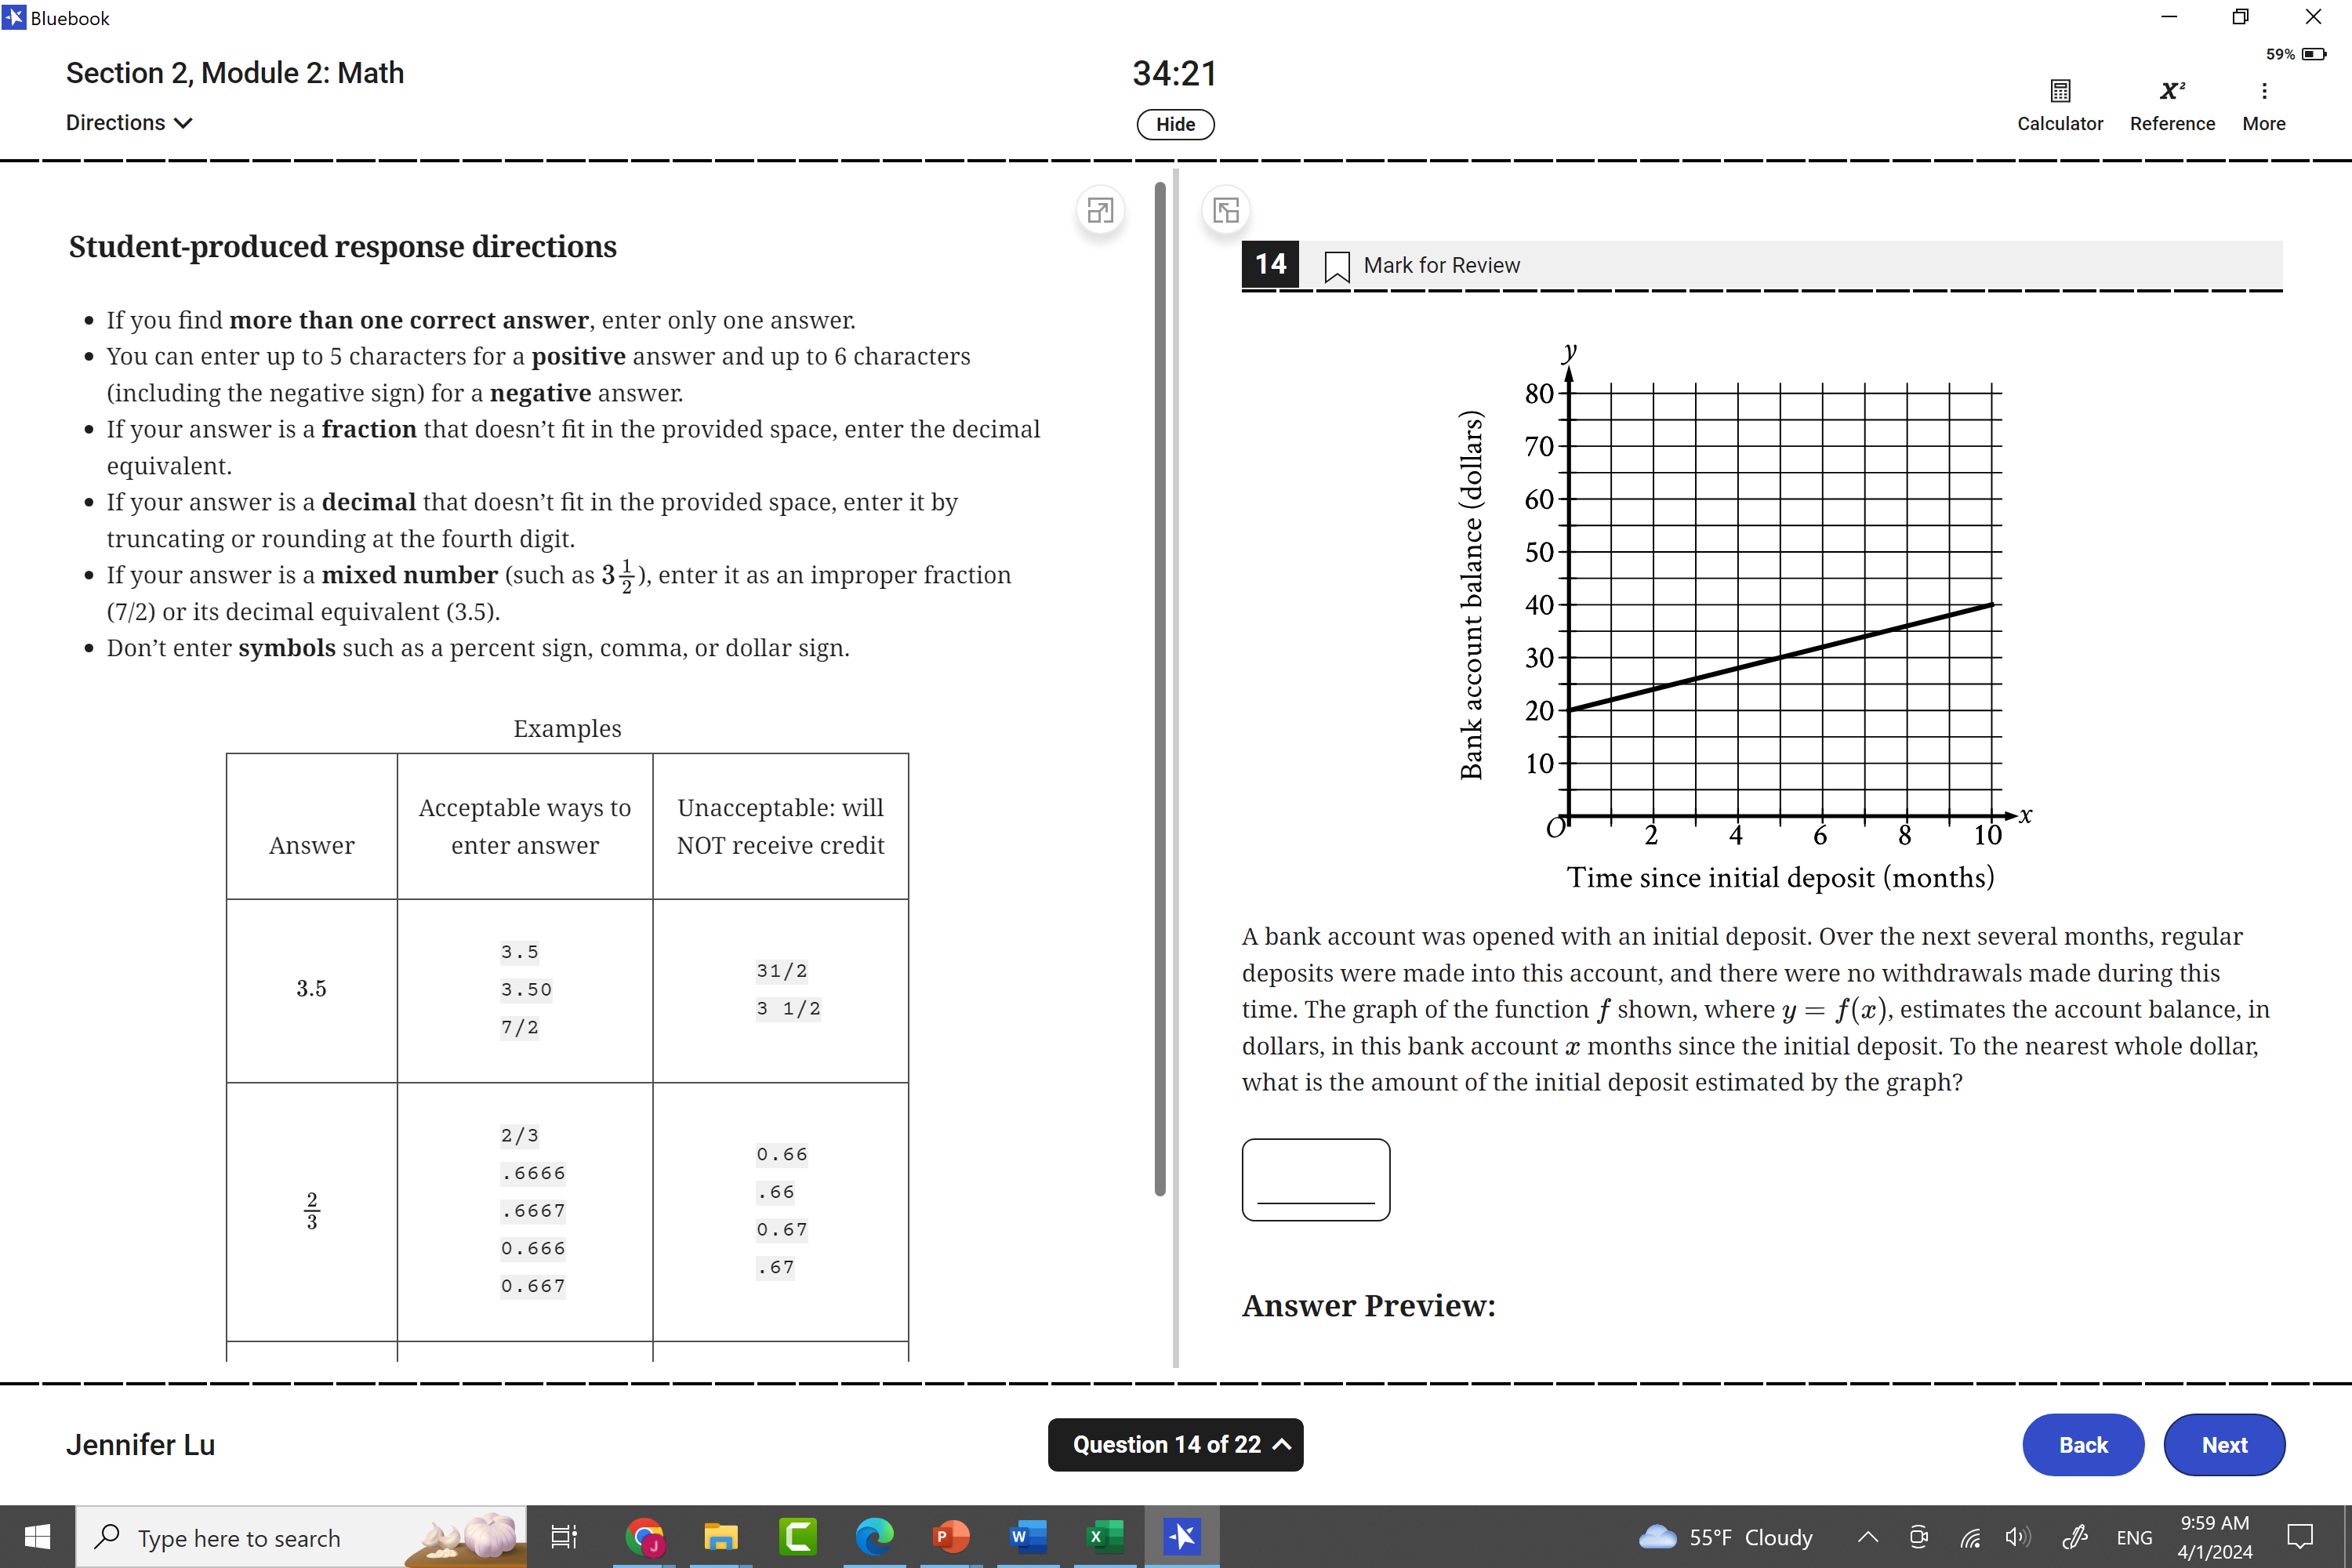 Bluebook
59%
Section 2, Module 2: Math
34:21
Directions
Hide
Calculator
x²
Reference
More
Student-produced response directions
• If you find more than one correct answer, enter only one answer.
• You can enter up to 5 characters for a positive answer and up to 6 characters
(including the negative sign) for a negative answer.
• If your answer is a fraction that doesn’t fit in the provided space, enter the decimal
equivalent.
• If your answer is a decimal that doesn’t fit in the provided space, enter it by
truncating or rounding at the fourth digit.
• If your answer is a mixed number (such as 3 1/2), enter it as an improper fraction
(7/2) or its decimal equivalent (3.5).
• Don’t enter symbols such as a percent sign, comma, or dollar sign.
Examples
Answer
Acceptable ways to
enter answer
Unacceptable: will
NOT receive credit
3.5
3.5
3.50
7/2
31/2
3 1/2
2/3
2/3
.6666
.6667
0.666
0.667
0.66
.66
0.67
.67
14
Mark for Review
y
80
70
60
50
40
30
20
10
Bank account balance (dollars)
O
2
4
6
8
10
x
Time since initial deposit (months)
A bank account was opened with an initial deposit. Over the next several months, regular
deposits were made into this account, and there were no withdrawals made during this
time. The graph of the function f shown, where y = f(x), estimates the account balance, in
dollars, in this bank account x months since the initial deposit. To the nearest whole dollar,
what is the amount of the initial deposit estimated by the graph?
Answer Preview:
Jennifer Lu
Question 14 of 22
Back
Next
Type here to search
J
P
W
X
55°F Cloudy
ENG
9:59 AM
4/1/2024